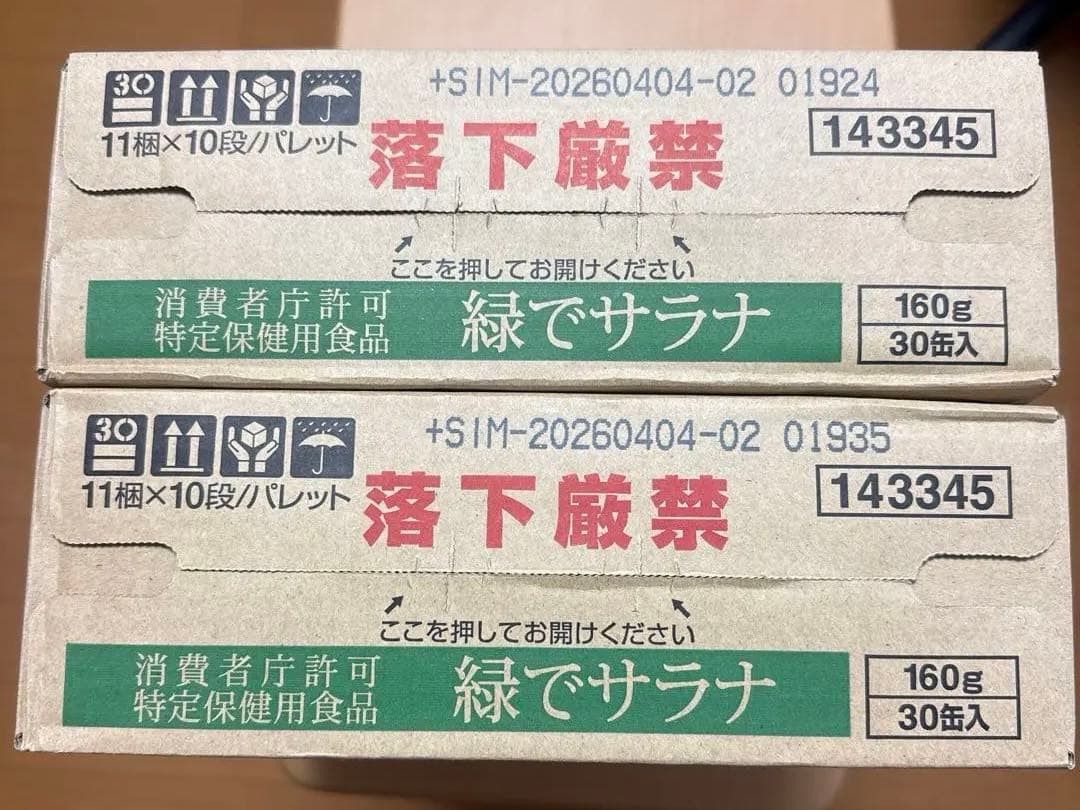 +SIM-20260404-02 01924
30
143345
11梱×10段/パレット
落下厳禁
ここを押してお開けください
消費者庁許可
特定保健用食品
緑でサラナ
160g
30缶入
+SIM-20260404-02 01935
30
143345
11梱×10段/パレット
落下厳禁
ここを押してお開けください
消費者庁許可
特定保健用食品
緑でサラナ
160g
30缶入